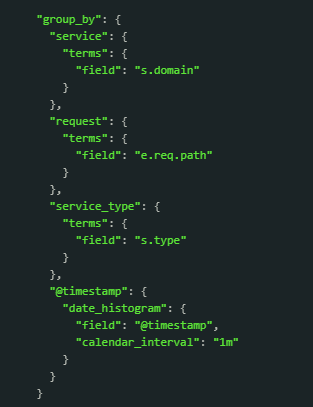 "group_by": {
"service": {
"terms": {
"field": "s.domain"
}
},
"request": {
"terms": {
"field": "e.req.path"
}
},
"service_type": {
"terms": {
"field": "s.type"
}
},
"@timestamp": {
"date_histogram": {
"field": "@timestamp",
"calendar_interval": "1m"
}
}
}